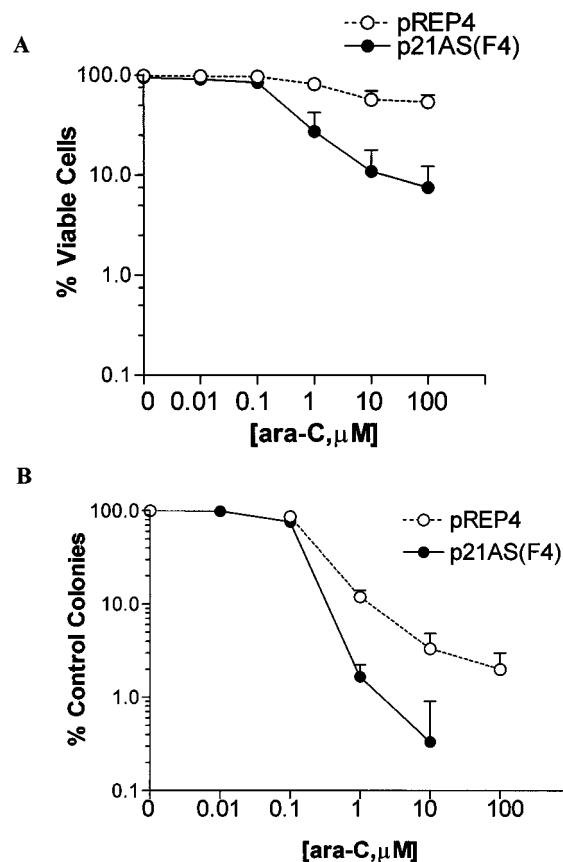 A
pREP4
p21AS(F4)
100.0
10.0
1.0
0.1
% Viable Cells
0 0.01 0.1 1 10 100
[ara-C,μM]
B
pREP4
p21AS(F4)
100.0
10.0
1.0
0.1
% Control Colonies
0 0.01 0.1 1 10 100
[ara-C,μM]